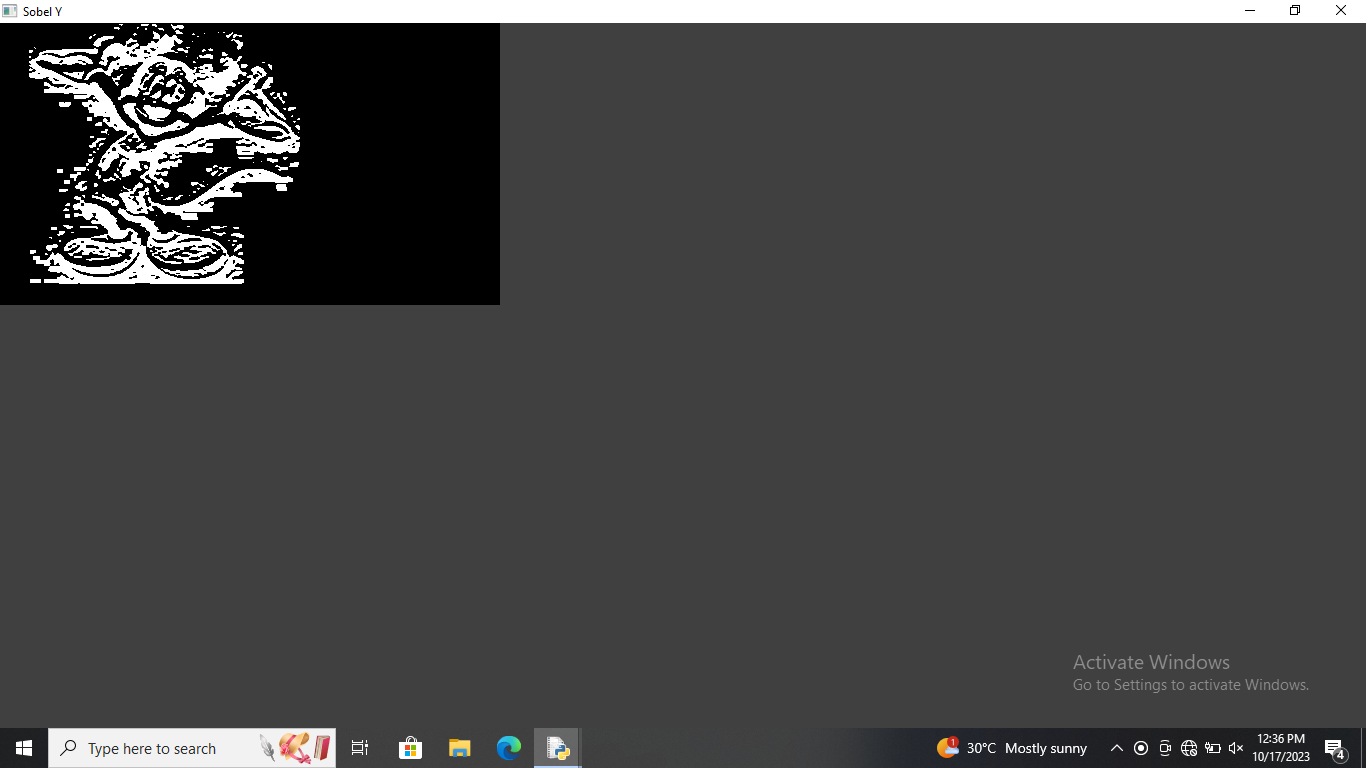 Sobel Y
Activate Windows
Go to Settings to activate Windows.
Type here to search
1
30°C Mostly sunny
12:36 PM
10/17/2023
4